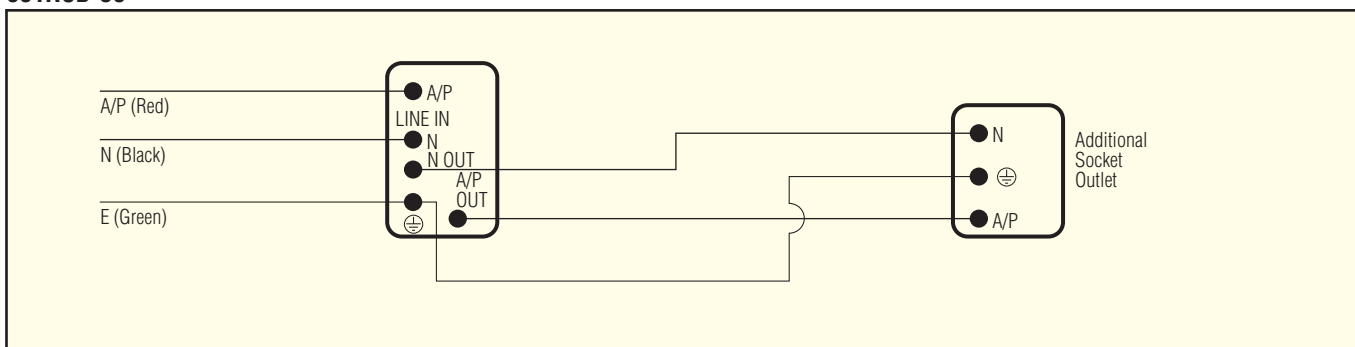 A/P (Red)
N (Black)
E (Green)
A/P
LINE IN
N
N OUT
A/P
OUT
N
A/P
Additional
Socket
Outlet